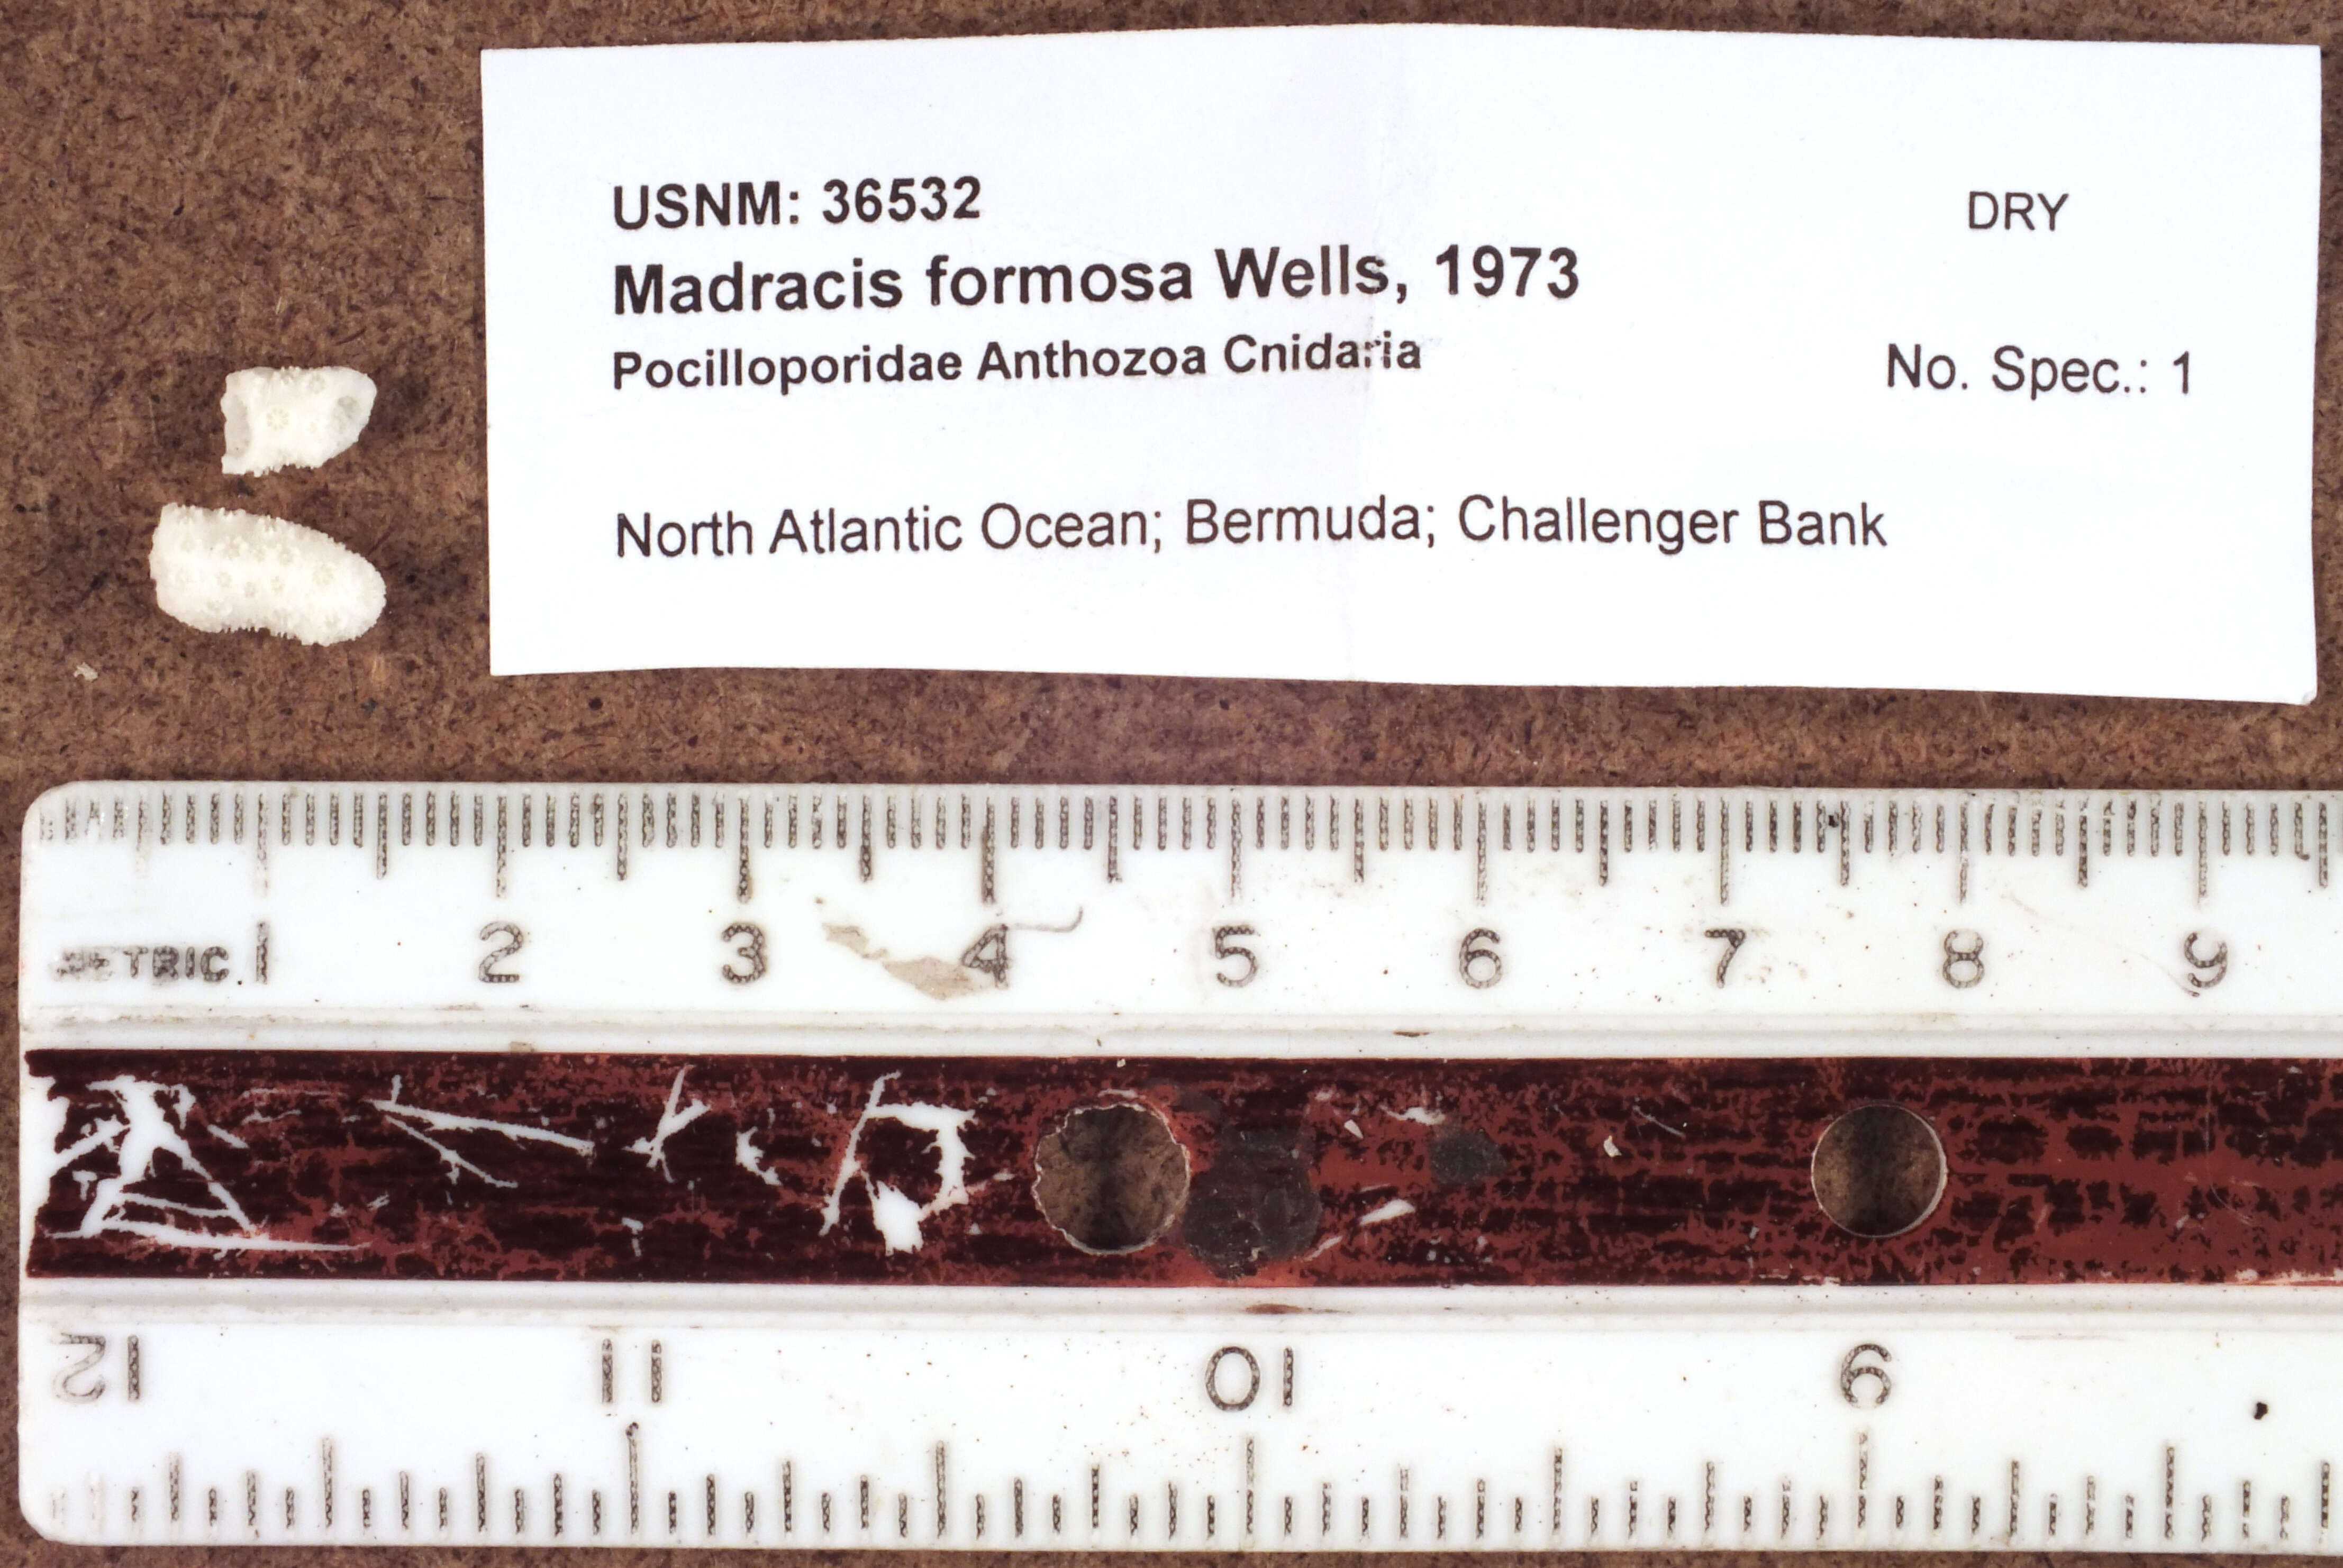 USNM: 36532
DRY
Madracis formosa Wells, 1973
Pocilloporidae Anthozoa Cnidaria
No. Spec.: 1
North Atlantic Ocean; Bermuda; Challenger Bank
METRIC 1 2 3 4 5 6 7 8 9
12 11 10 9